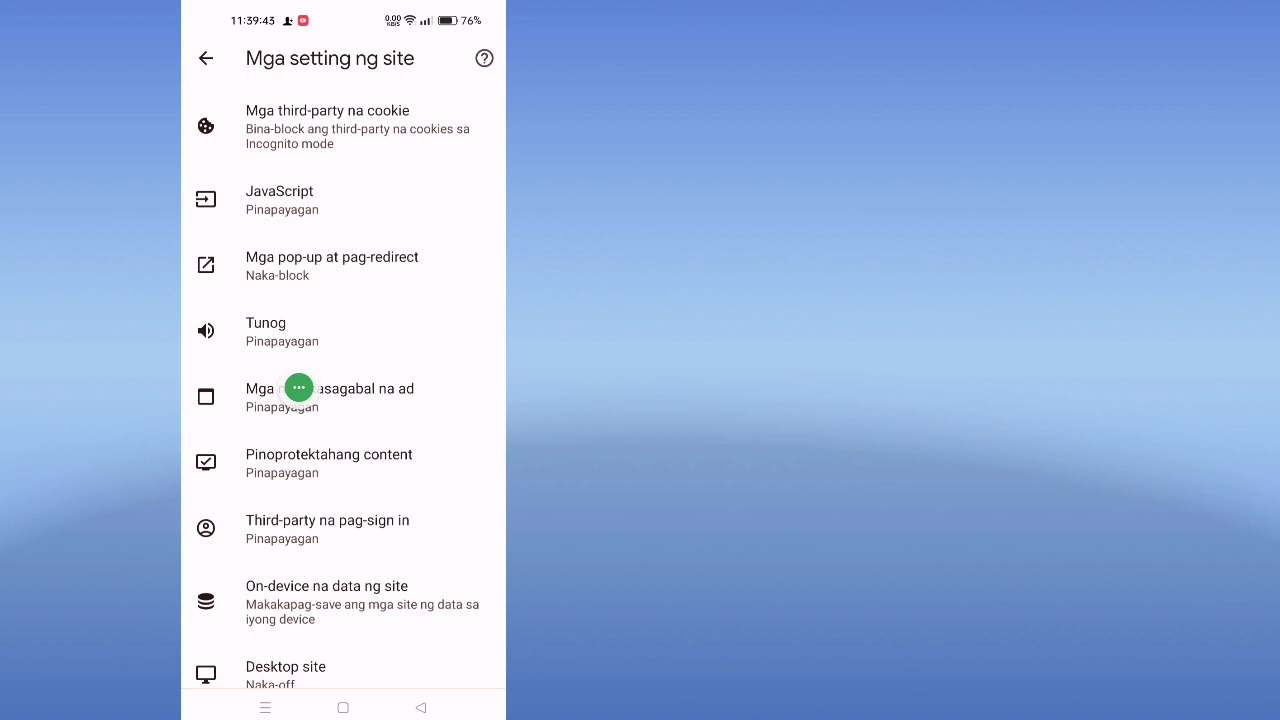 11:39:43 0.00 KB/S 76%
Mga setting ng site
Mga third-party na cookie
Bina-block ang third-party na cookies sa
Incognito mode
JavaScript
Pinapayagan
Mga pop-up at pag-redirect
Naka-block
Tunog
Pinapayagan
Mga asagabal na ad
Pinapayagan
Pinoprotektahang content
Pinapayagan
Third-party na pag-sign in
Pinapayagan
On-device na data ng site
Makakapag-save ang mga site ng data sa
iyong device
Desktop site
Naka-off